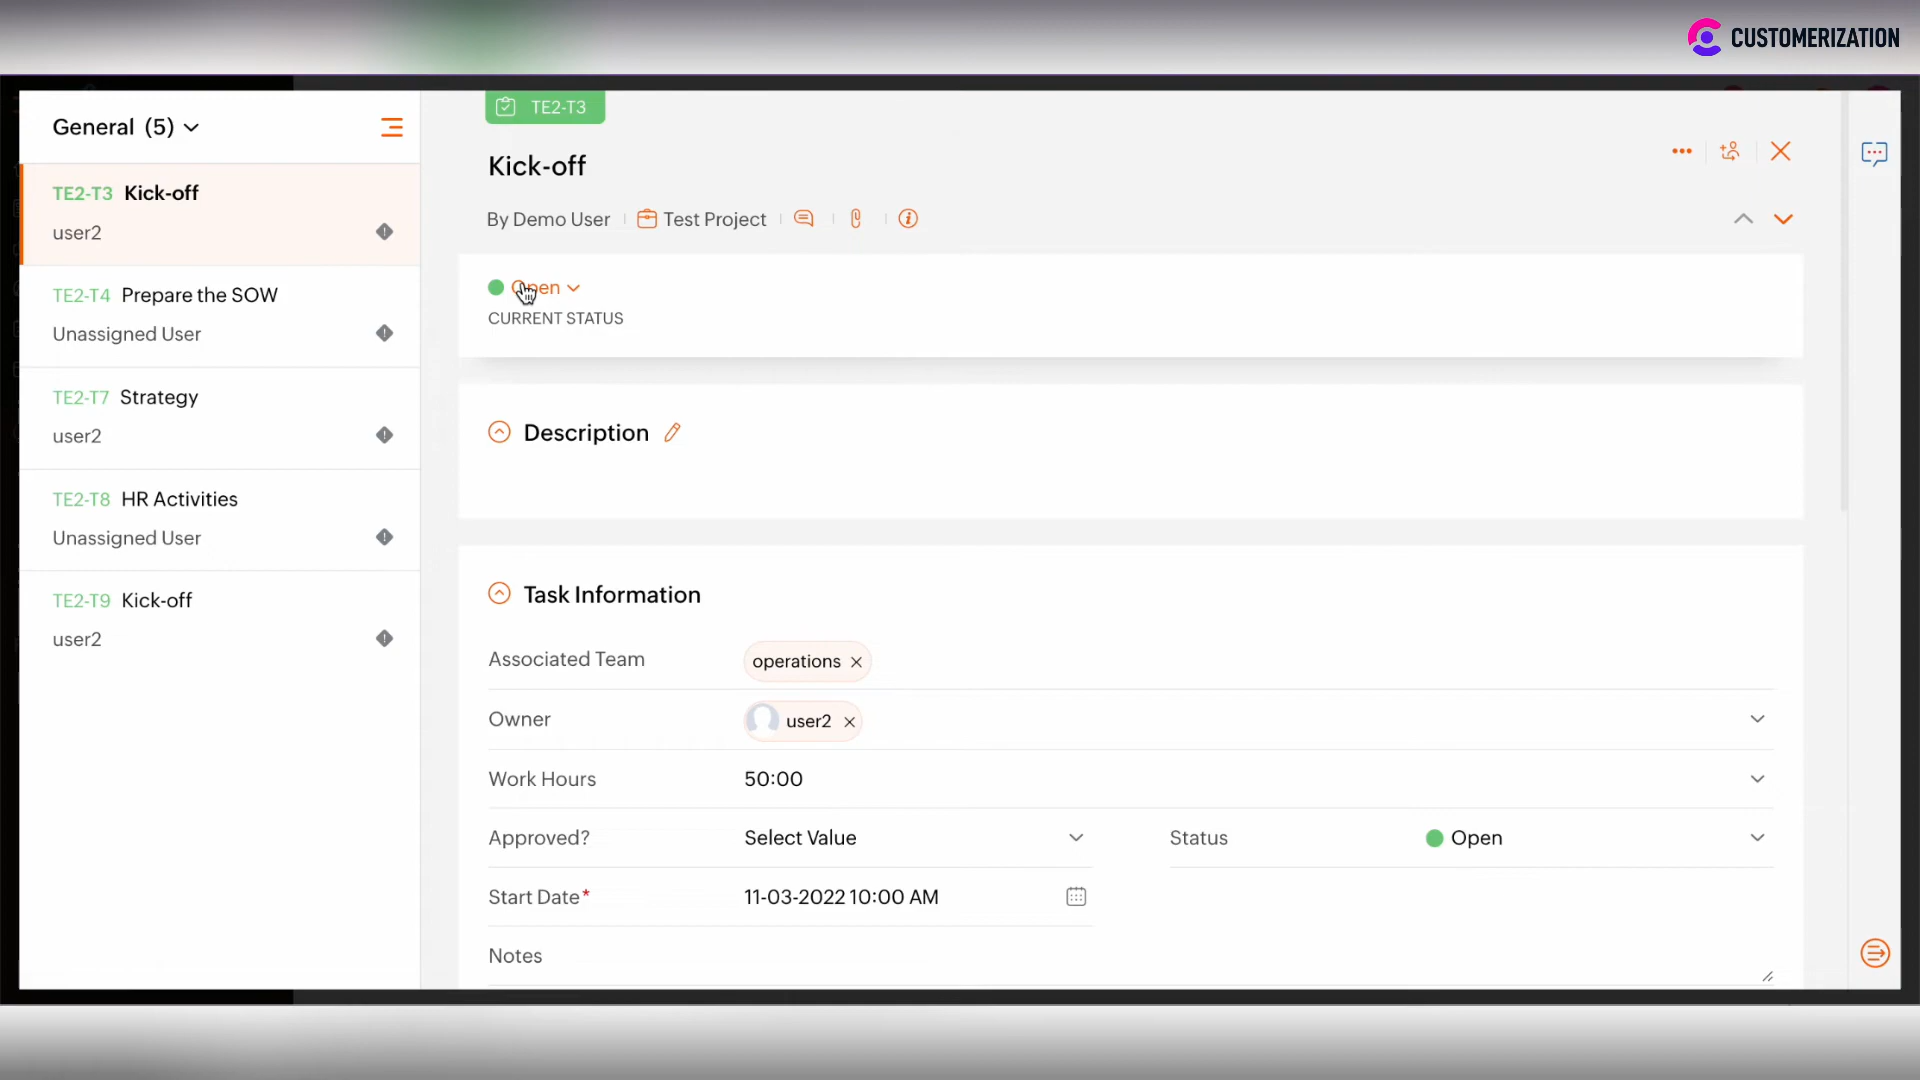 CUSTOMERIZATION
General (5)
TE2-T3 Kick-off
user2
TE2-T4 Prepare the SOW
Unassigned User
TE2-T7 Strategy
user2
TE2-T8 HR Activities
Unassigned User
TE2-T9 Kick-off
user2
TE2-T3
Kick-off
By Demo User Test Project
Open
CURRENT STATUS
Description
Task Information
Associated Team operations
Owner user2
Work Hours 50:00
Approved? Select Value Status Open
Start Date* 11-03-2022 10:00 AM
Notes